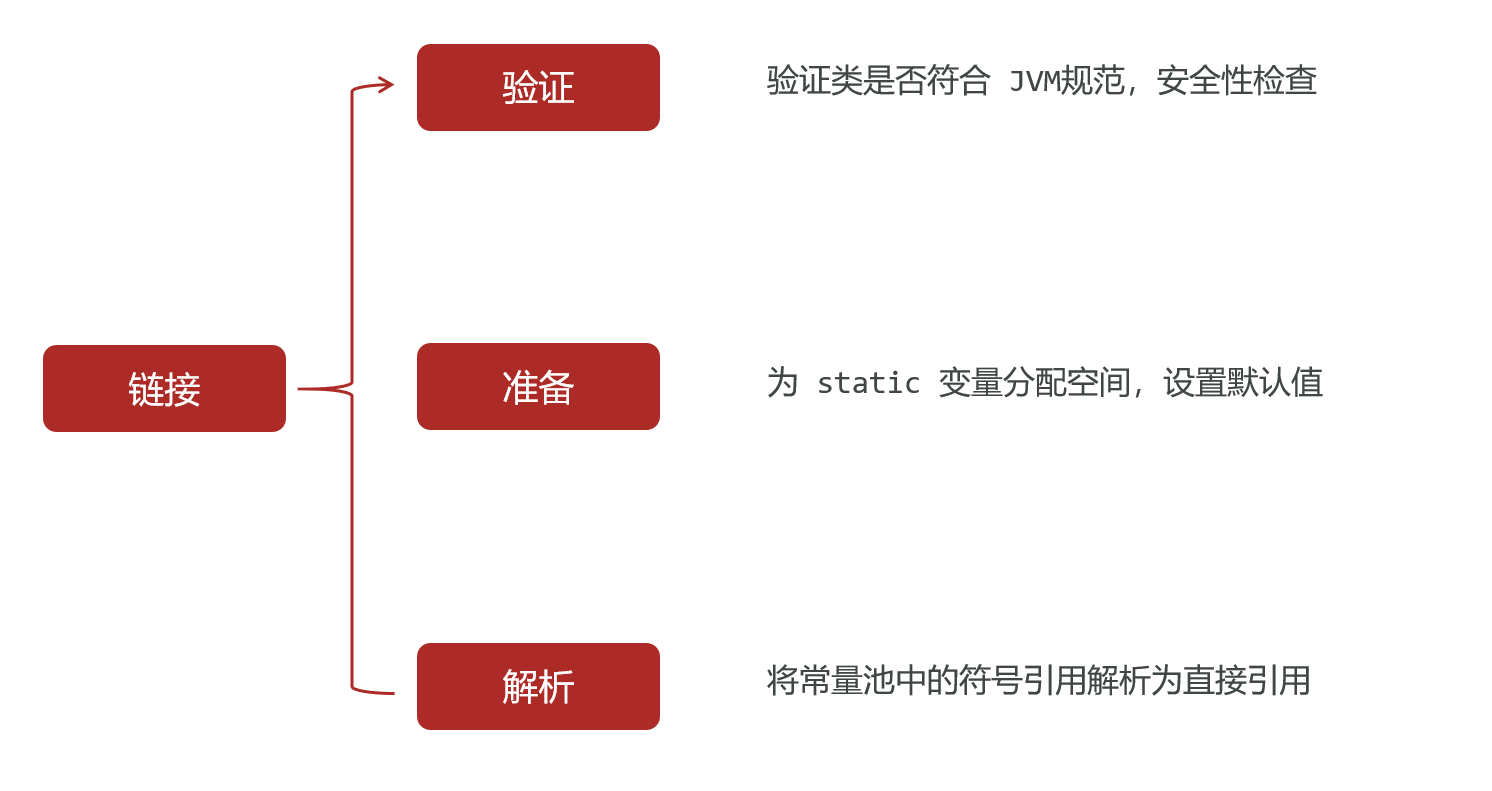 验证
验证类是否符合 JVM规范，安全性检查
链接
准备
为 static 变量分配空间，设置默认值
解析
将常量池中的符号引用解析为直接引用